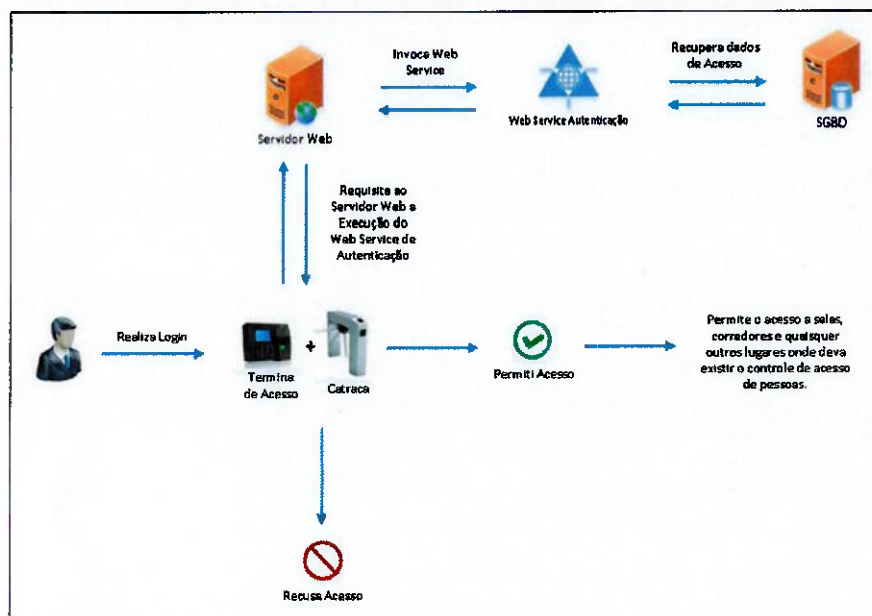 Invoca Web
Service
Recupera dados
de Acesso
Servidor Web
Web Service Autenticação
SGBD
Requisita ao
Servidor Web a
Execução do
Web Service de
Autenticação
Realiza Login
+
Termina
de Acesso
Catraca
Permiti Acesso
Permite o acesso a salas,
corredores e quaisquer
outros lugares onde deva
existir o controle de acesso
de pessoas.
Recusa Acesso